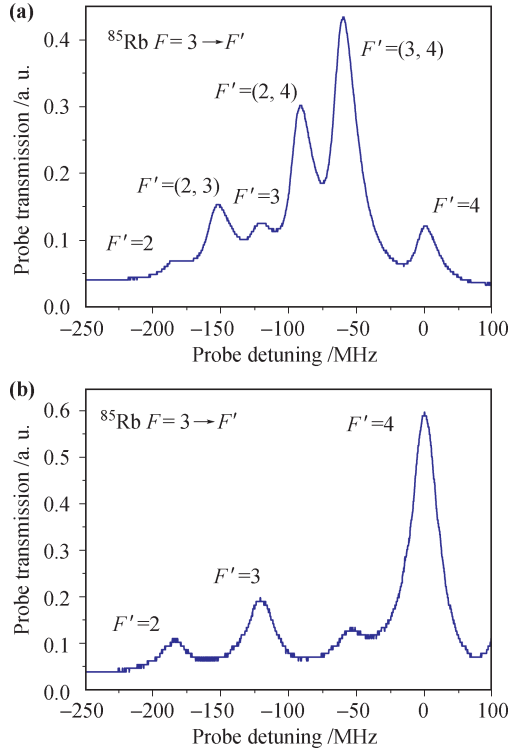 (a)
⁸⁵Rb F=3→F′
F′=(3, 4)
F′=(2, 4)
F′=(2, 3)
F′=3
F′=4
F′=2
Probe transmission /a. u.
0.4
0.3
0.2
0.1
0.0
−250 −200 −150 −100 −50 0 50 100
Probe detuning /MHz
(b)
⁸⁵Rb F=3→F′
F′=4
F′=3
F′=2
Probe transmission /a. u.
0.6
0.5
0.4
0.3
0.2
0.1
0.0
−250 −200 −150 −100 −50 0 50 100
Probe detuning /MHz